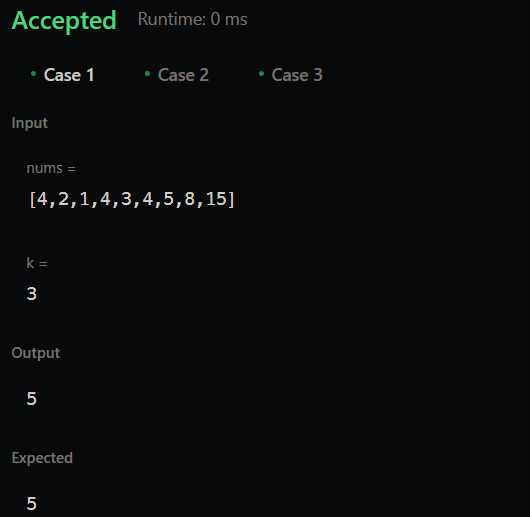 Accepted Runtime: 0 ms
Case 1 Case 2 Case 3
Input
nums =
[4,2,1,4,3,4,5,8,15]
k =
3
Output
5
Expected
5